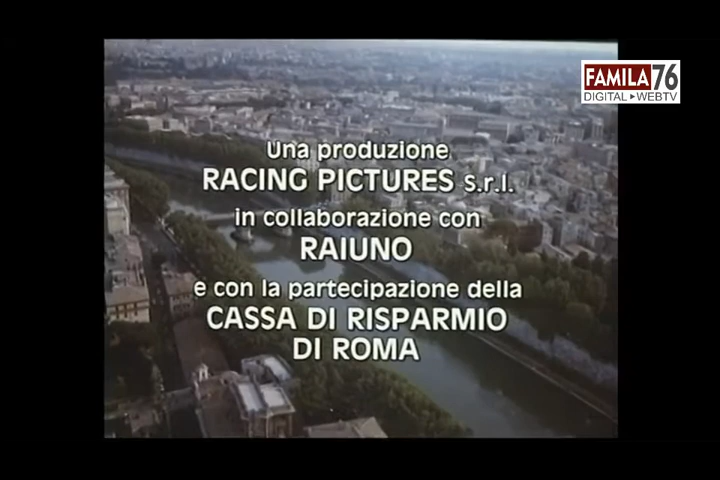 FAMILA76
DIGITAL WEBTV
Una produzione
RACING PICTURES S.r.l.
in collaborazione con
RAIUNO
e con la partecipazione della
CASSA DI RISPARMIO
DI ROMA